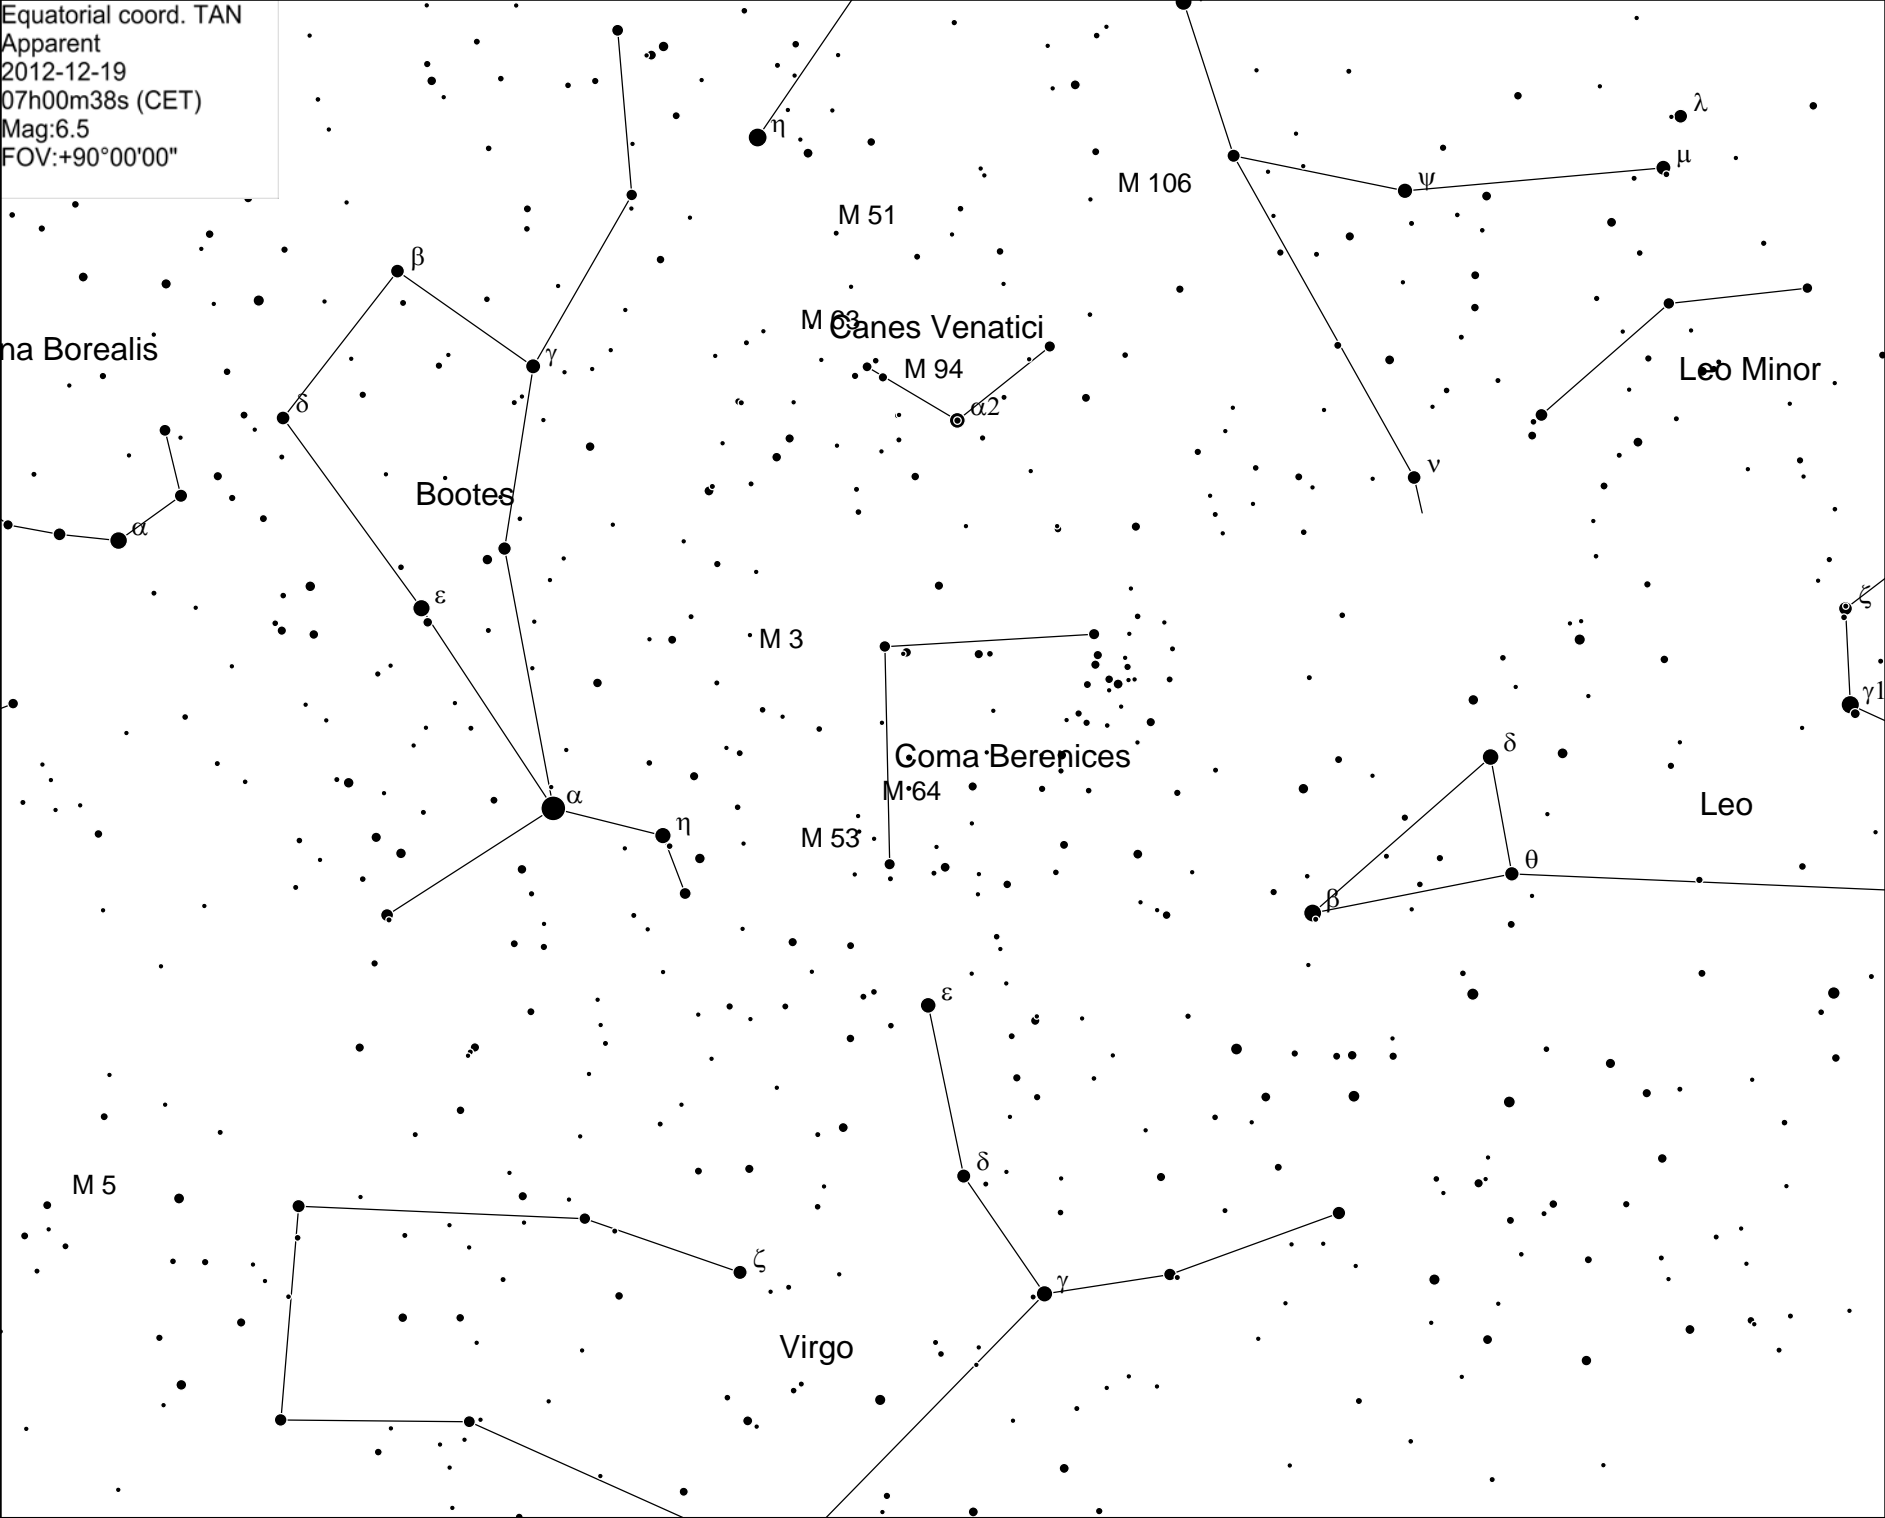 Equatorial coord. TAN
Apparent
2012-12-19
07h00m38s (CET)
Mag:6.5
FOV:+90°00'00"
λ
η
μ
ψ
M 106
M 51
β
M 63
Canes Venatici
na Borealis
γ
M 94
Leo Minor
δ
α2
ν
Bootes
α
ε
ζ
M 3
γ1
δ
Coma Berenices
M 64
α
Leo
η
M 53
θ
β
ε
δ
M 5
ζ
γ
Virgo